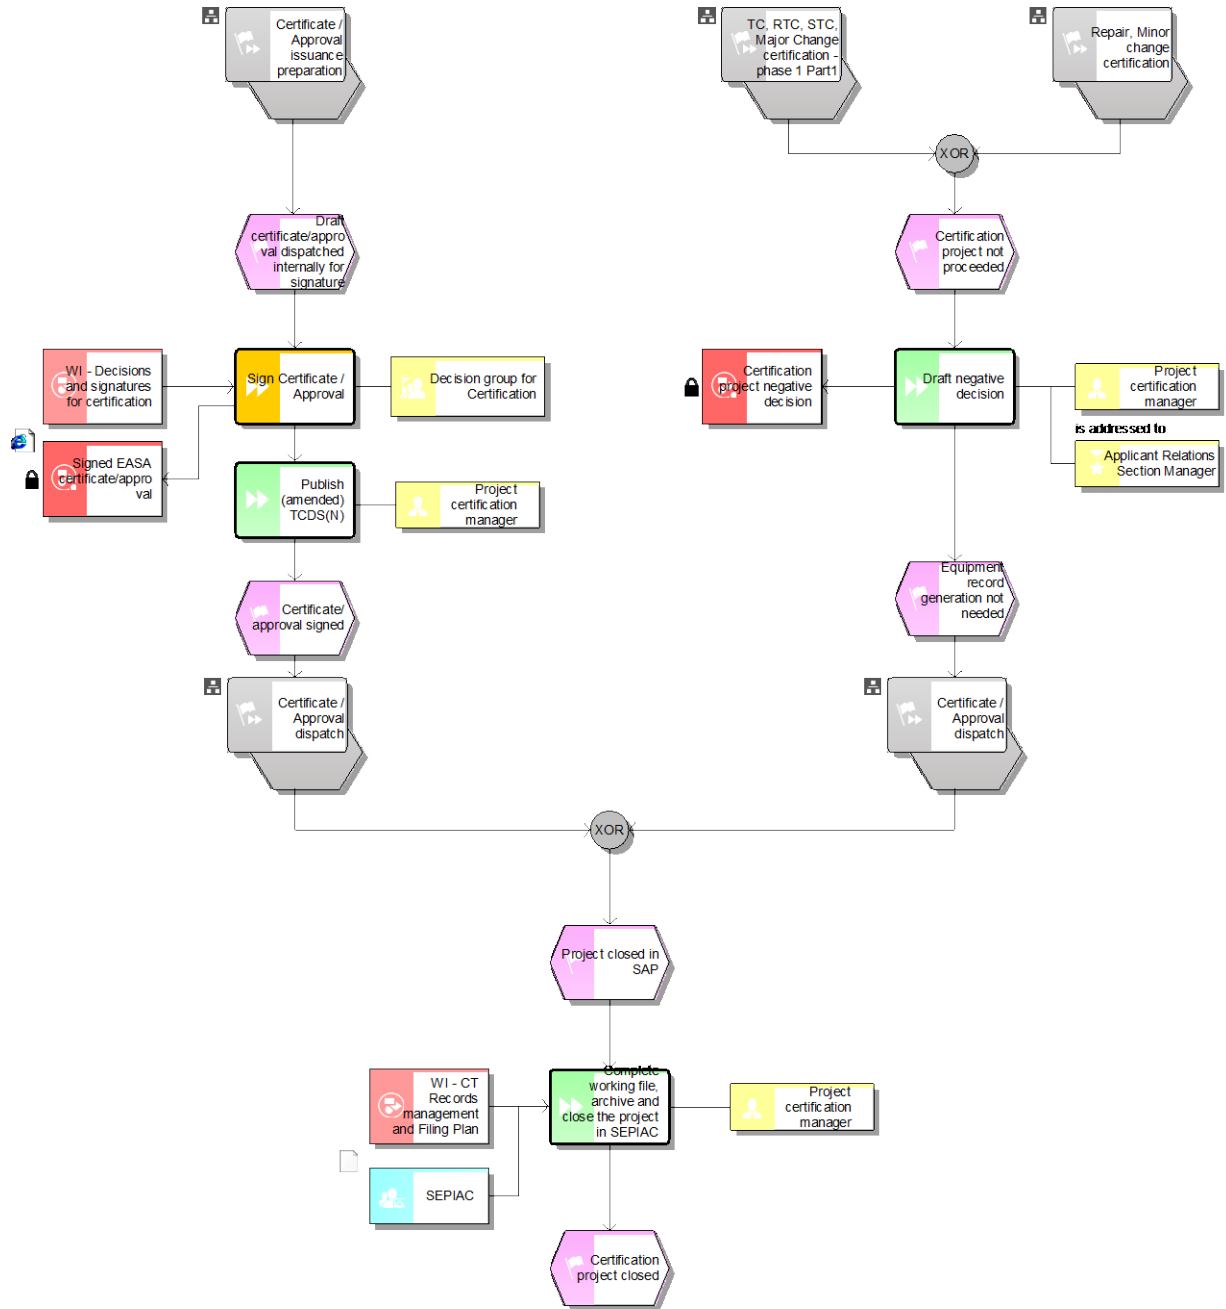 Certificate /
Approval
issuance
preparation
TC, RTC, STC,
Major Change
certification -
phase 1 Part1
Repair, Minor
change
certification
XOR
Draft
certificate/appro
val dispatched
internally for
signature
Certification
project not
proceeded
WI - Decisions
and signatures
for certification
Sign Certificate /
Approval
Decision group for
Certification
Certification
project negative
decision
Draft negative
decision
Project
certification
manager
is addressed to
Applicant Relations
Section Manager
Signed EASA
certificate/appro
val
Publish
(amended)
TCDS(N)
Project
certification
manager
Certificate/
approval signed
Equipment
record
generation not
needed
Certificate /
Approval
dispatch
Certificate /
Approval
dispatch
XOR
Project closed in
SAP
WI - CT
Records
management
and Filing Plan
Complete
working file,
archive and
close the project
in SEPIAC
Project
certification
manager
SEPIAC
Certification
project closed